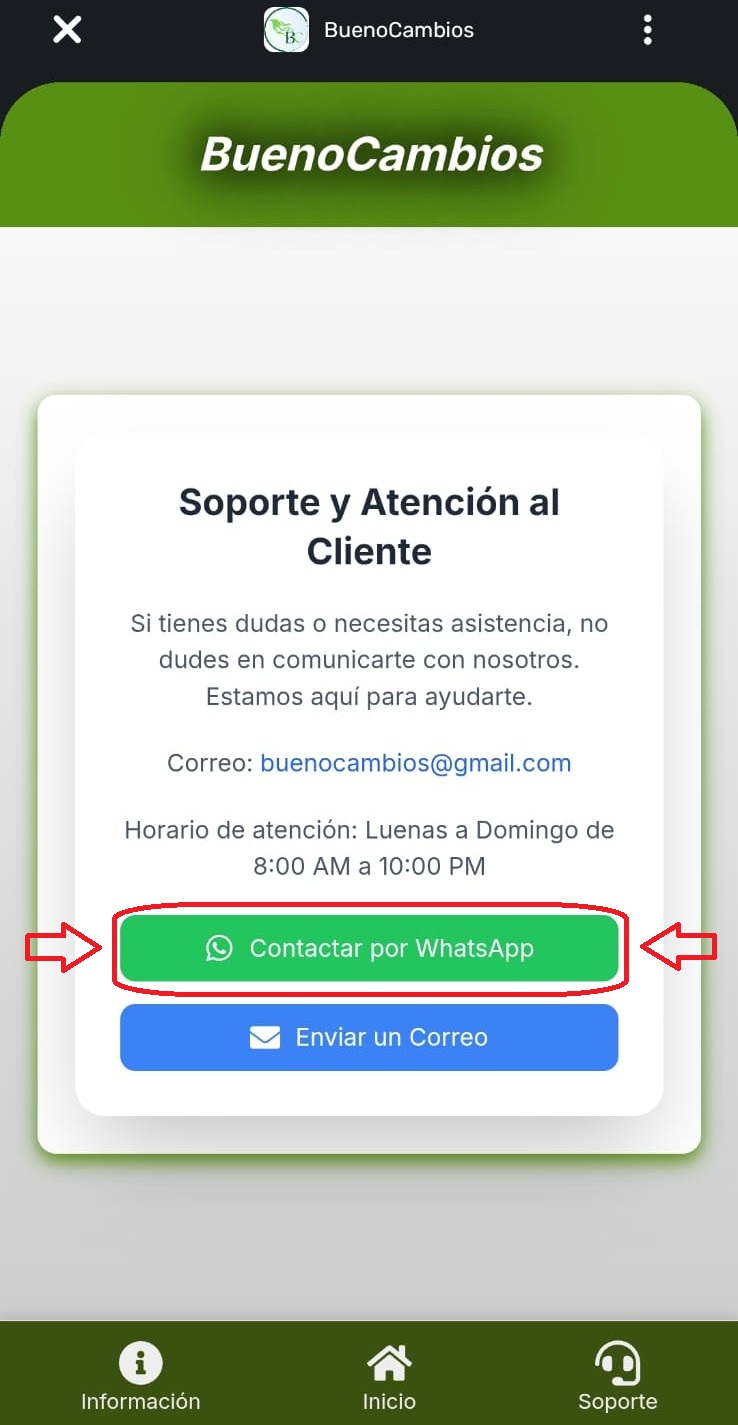 BuenoCambios
BuenoCambios
Soporte y Atención al
Cliente
Si tienes dudas o necesitas asistencia, no
dudes en comunicarte con nosotros.
Estamos aquí para ayudarte.
Correo: buenocambios@gmail.com
Horario de atención: Luenas a Domingo de
8:00 AM a 10:00 PM
Contactar por WhatsApp
Enviar un Correo
Información
Inicio
Soporte